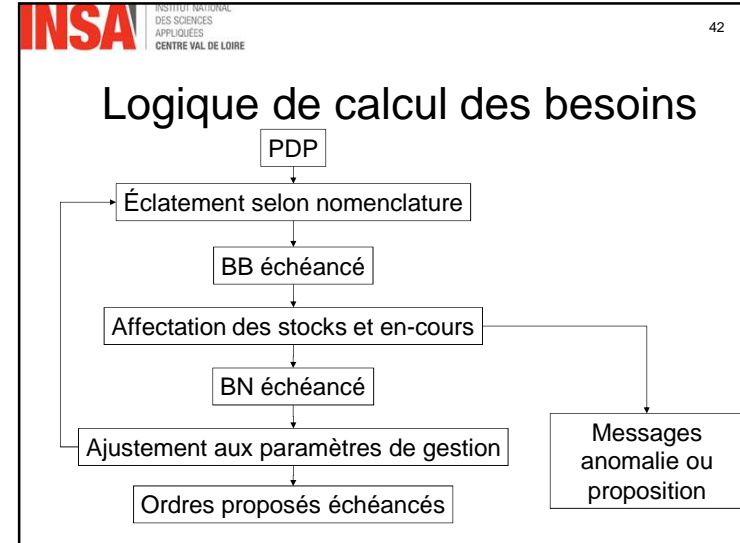 INSA
INSTITUT NATIONAL
DES SCIENCES
APPLIQUÉES
CENTRE VAL DE LOIRE
42
Logique de calcul des besoins
PDP
Éclatement selon nomenclature
BB échéancé
Affectation des stocks et en-cours
BN échéancé
Ajustement aux paramètres de gestion
Ordres proposés échéancés
Messages
anomalie ou
proposition